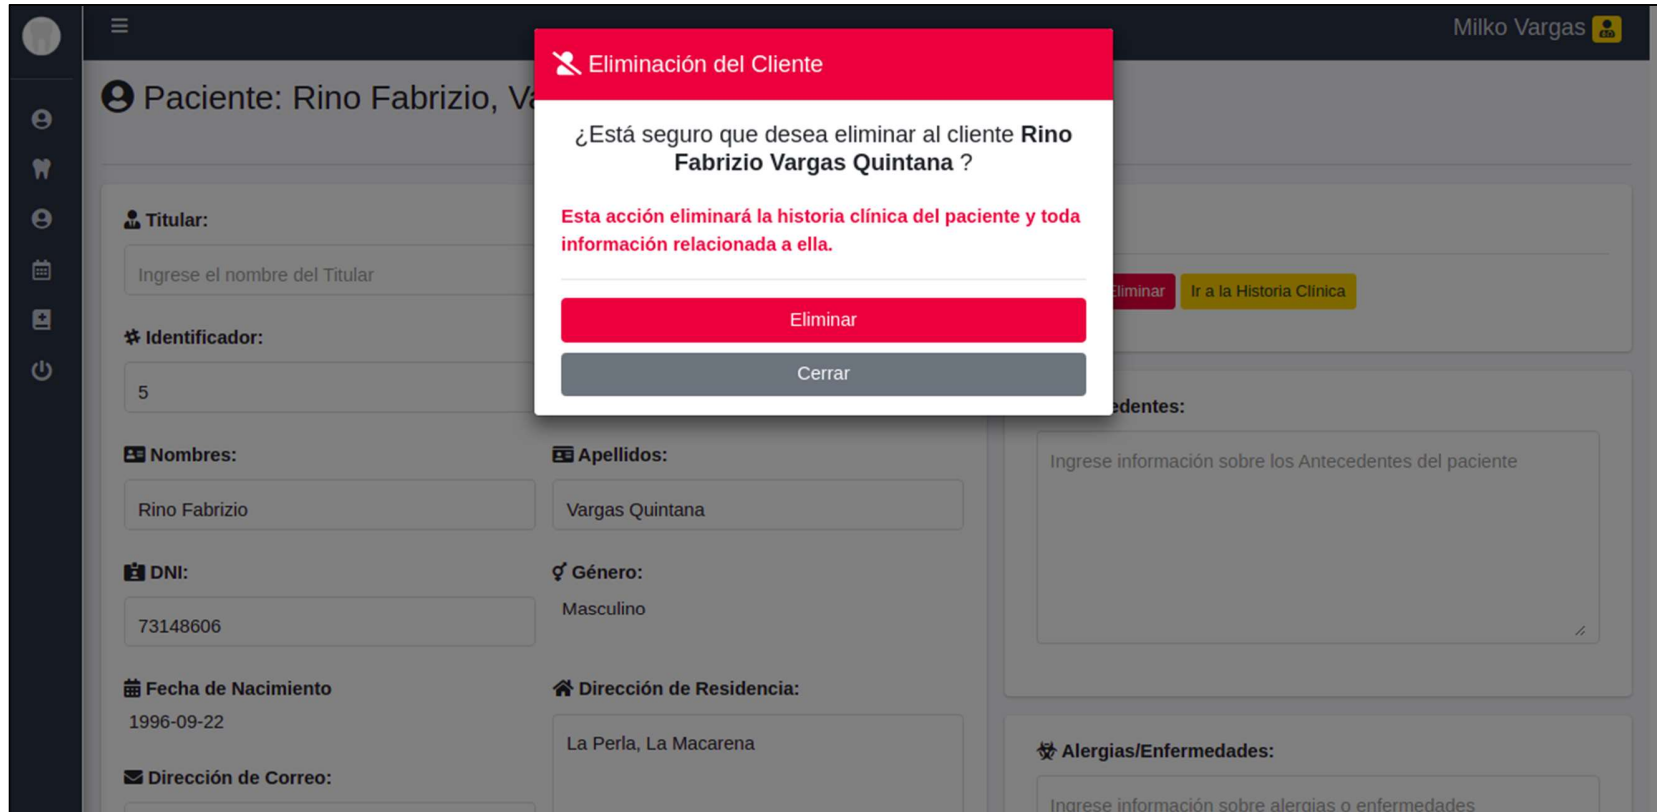 Milko Vargas
Eliminación del Cliente
Paciente: Rino Fabrizio,
¿Está seguro que desea eliminar al cliente Rino
Fabrizio Vargas Quintana ?
Esta acción eliminará la historia clínica del paciente y toda
información relacionada a ella.
Eliminar
Cerrar
Titular:
Ingrese el nombre del Titular
Identificador:
5
Nombres:
Rino Fabrizio
Apellidos:
Vargas Quintana
DNI:
73148606
Género:
Masculino
Fecha de Nacimiento
1996-09-22
Dirección de Residencia:
La Perla, La Macarena
Dirección de Correo:
Eliminar
Ir a la Historia Clínica
edentes:
Ingrese información sobre los Antecedentes del paciente
Alergias/Enfermedades:
Ingrese información sobre alergias o enfermedades